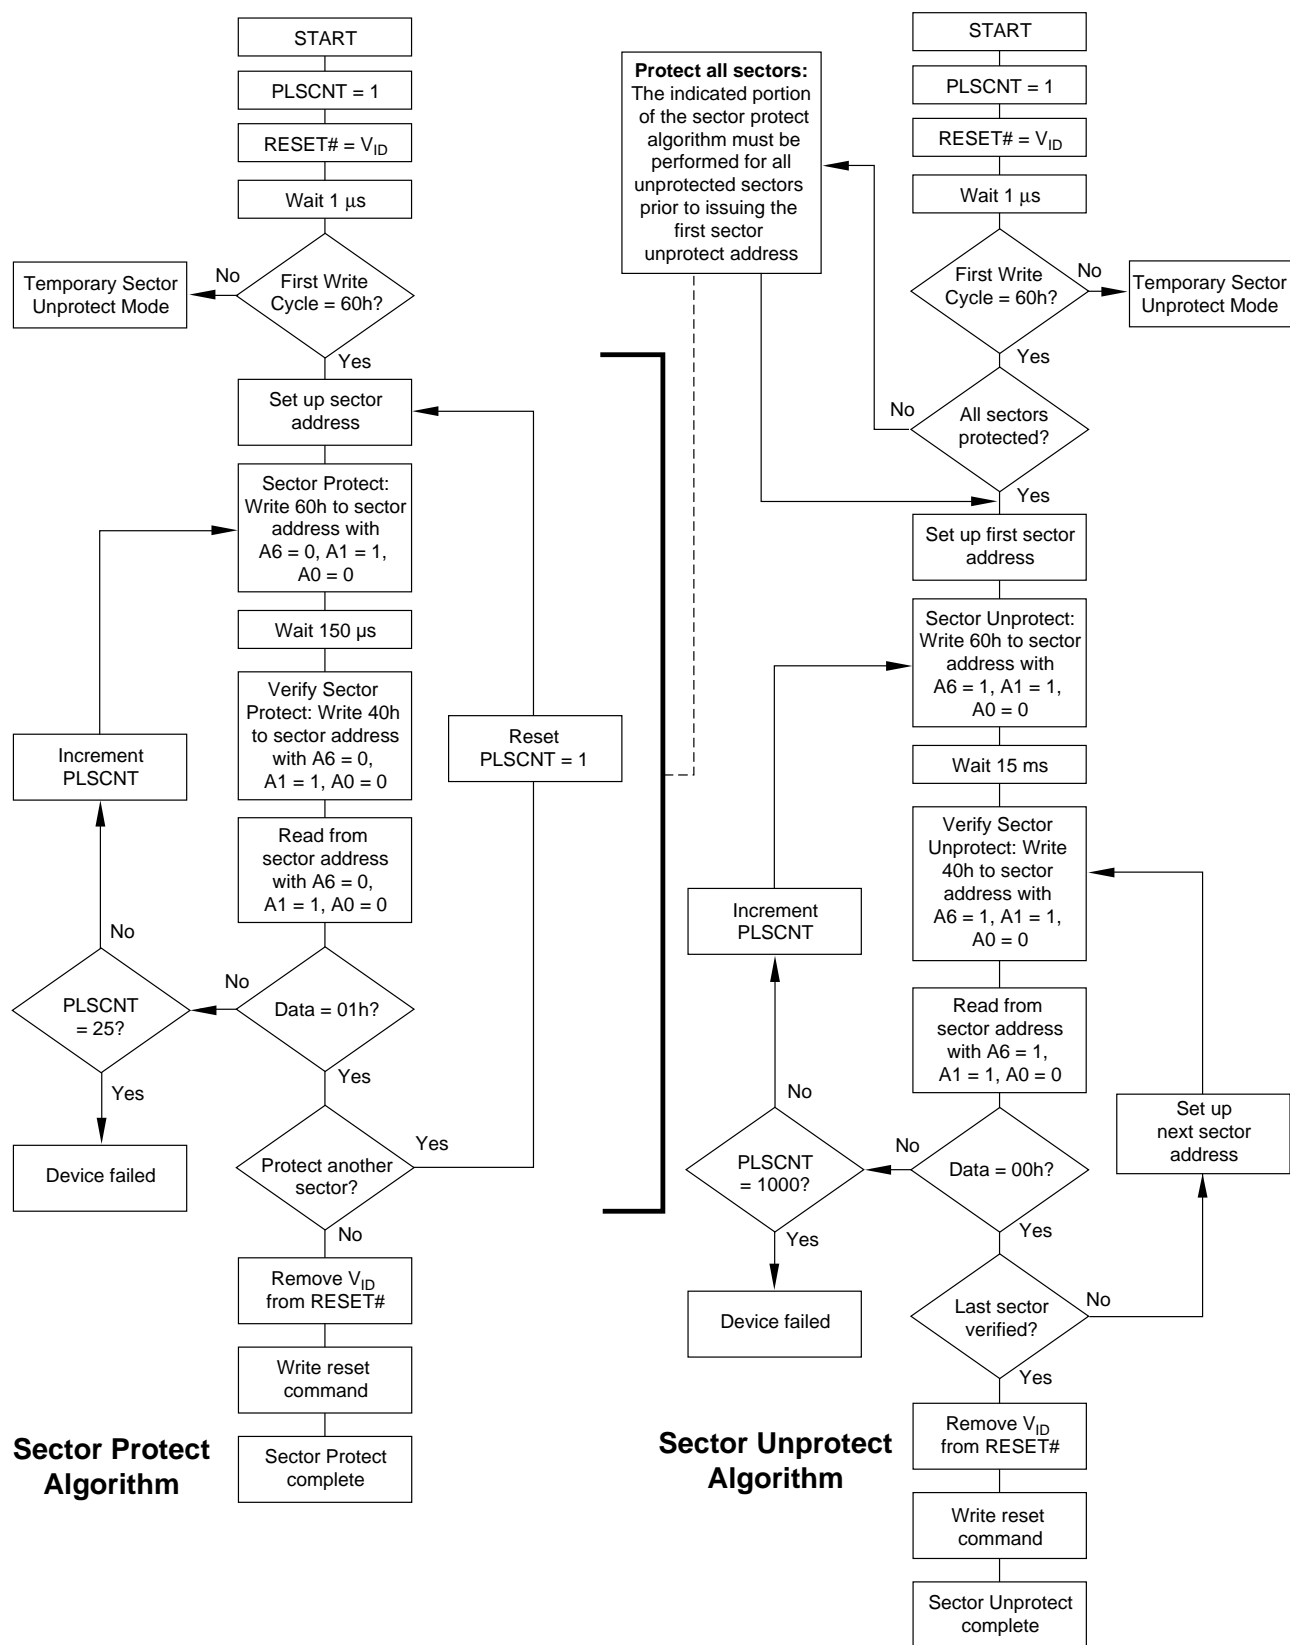 START
PLSCNT = 1
RESET# = VID
Wait 1 μs
First Write
Cycle = 60h?
No
Temporary Sector
Unprotect Mode
Yes
Set up sector
address
Sector Protect:
Write 60h to sector
address with
A6 = 0, A1 = 1,
A0 = 0
Wait 150 µs
Verify Sector
Protect: Write 40h
to sector address
with A6 = 0,
A1 = 1, A0 = 0
Reset
PLSCNT = 1
Increment
PLSCNT
Read from
sector address
with A6 = 0,
A1 = 1, A0 = 0
No
PLSCNT
= 25?
No
Data = 01h?
Yes
Yes
Device failed
Protect another
sector?
Yes
No
Remove VID
from RESET#
Write reset
command
Sector Protect
complete
Sector Protect
Algorithm
Protect all sectors:
The indicated portion
of the sector protect
algorithm must be
performed for all
unprotected sectors
prior to issuing the
first sector
unprotect address
START
PLSCNT = 1
RESET# = VID
Wait 1 μs
First Write
Cycle = 60h?
No
Temporary Sector
Unprotect Mode
Yes
No
All sectors
protected?
Yes
Set up first sector
address
Sector Unprotect:
Write 60h to sector
address with
A6 = 1, A1 = 1,
A0 = 0
Wait 15 ms
Verify Sector
Unprotect: Write
40h to sector
address with
A6 = 1, A1 = 1,
A0 = 0
Increment
PLSCNT
Read from
sector address
with A6 = 1,
A1 = 1, A0 = 0
No
Set up
next sector
address
PLSCNT
= 1000?
No
Data = 00h?
Yes
Yes
Device failed
Last sector
verified?
No
Yes
Remove VID
from RESET#
Write reset
command
Sector Unprotect
complete
Sector Unprotect
Algorithm